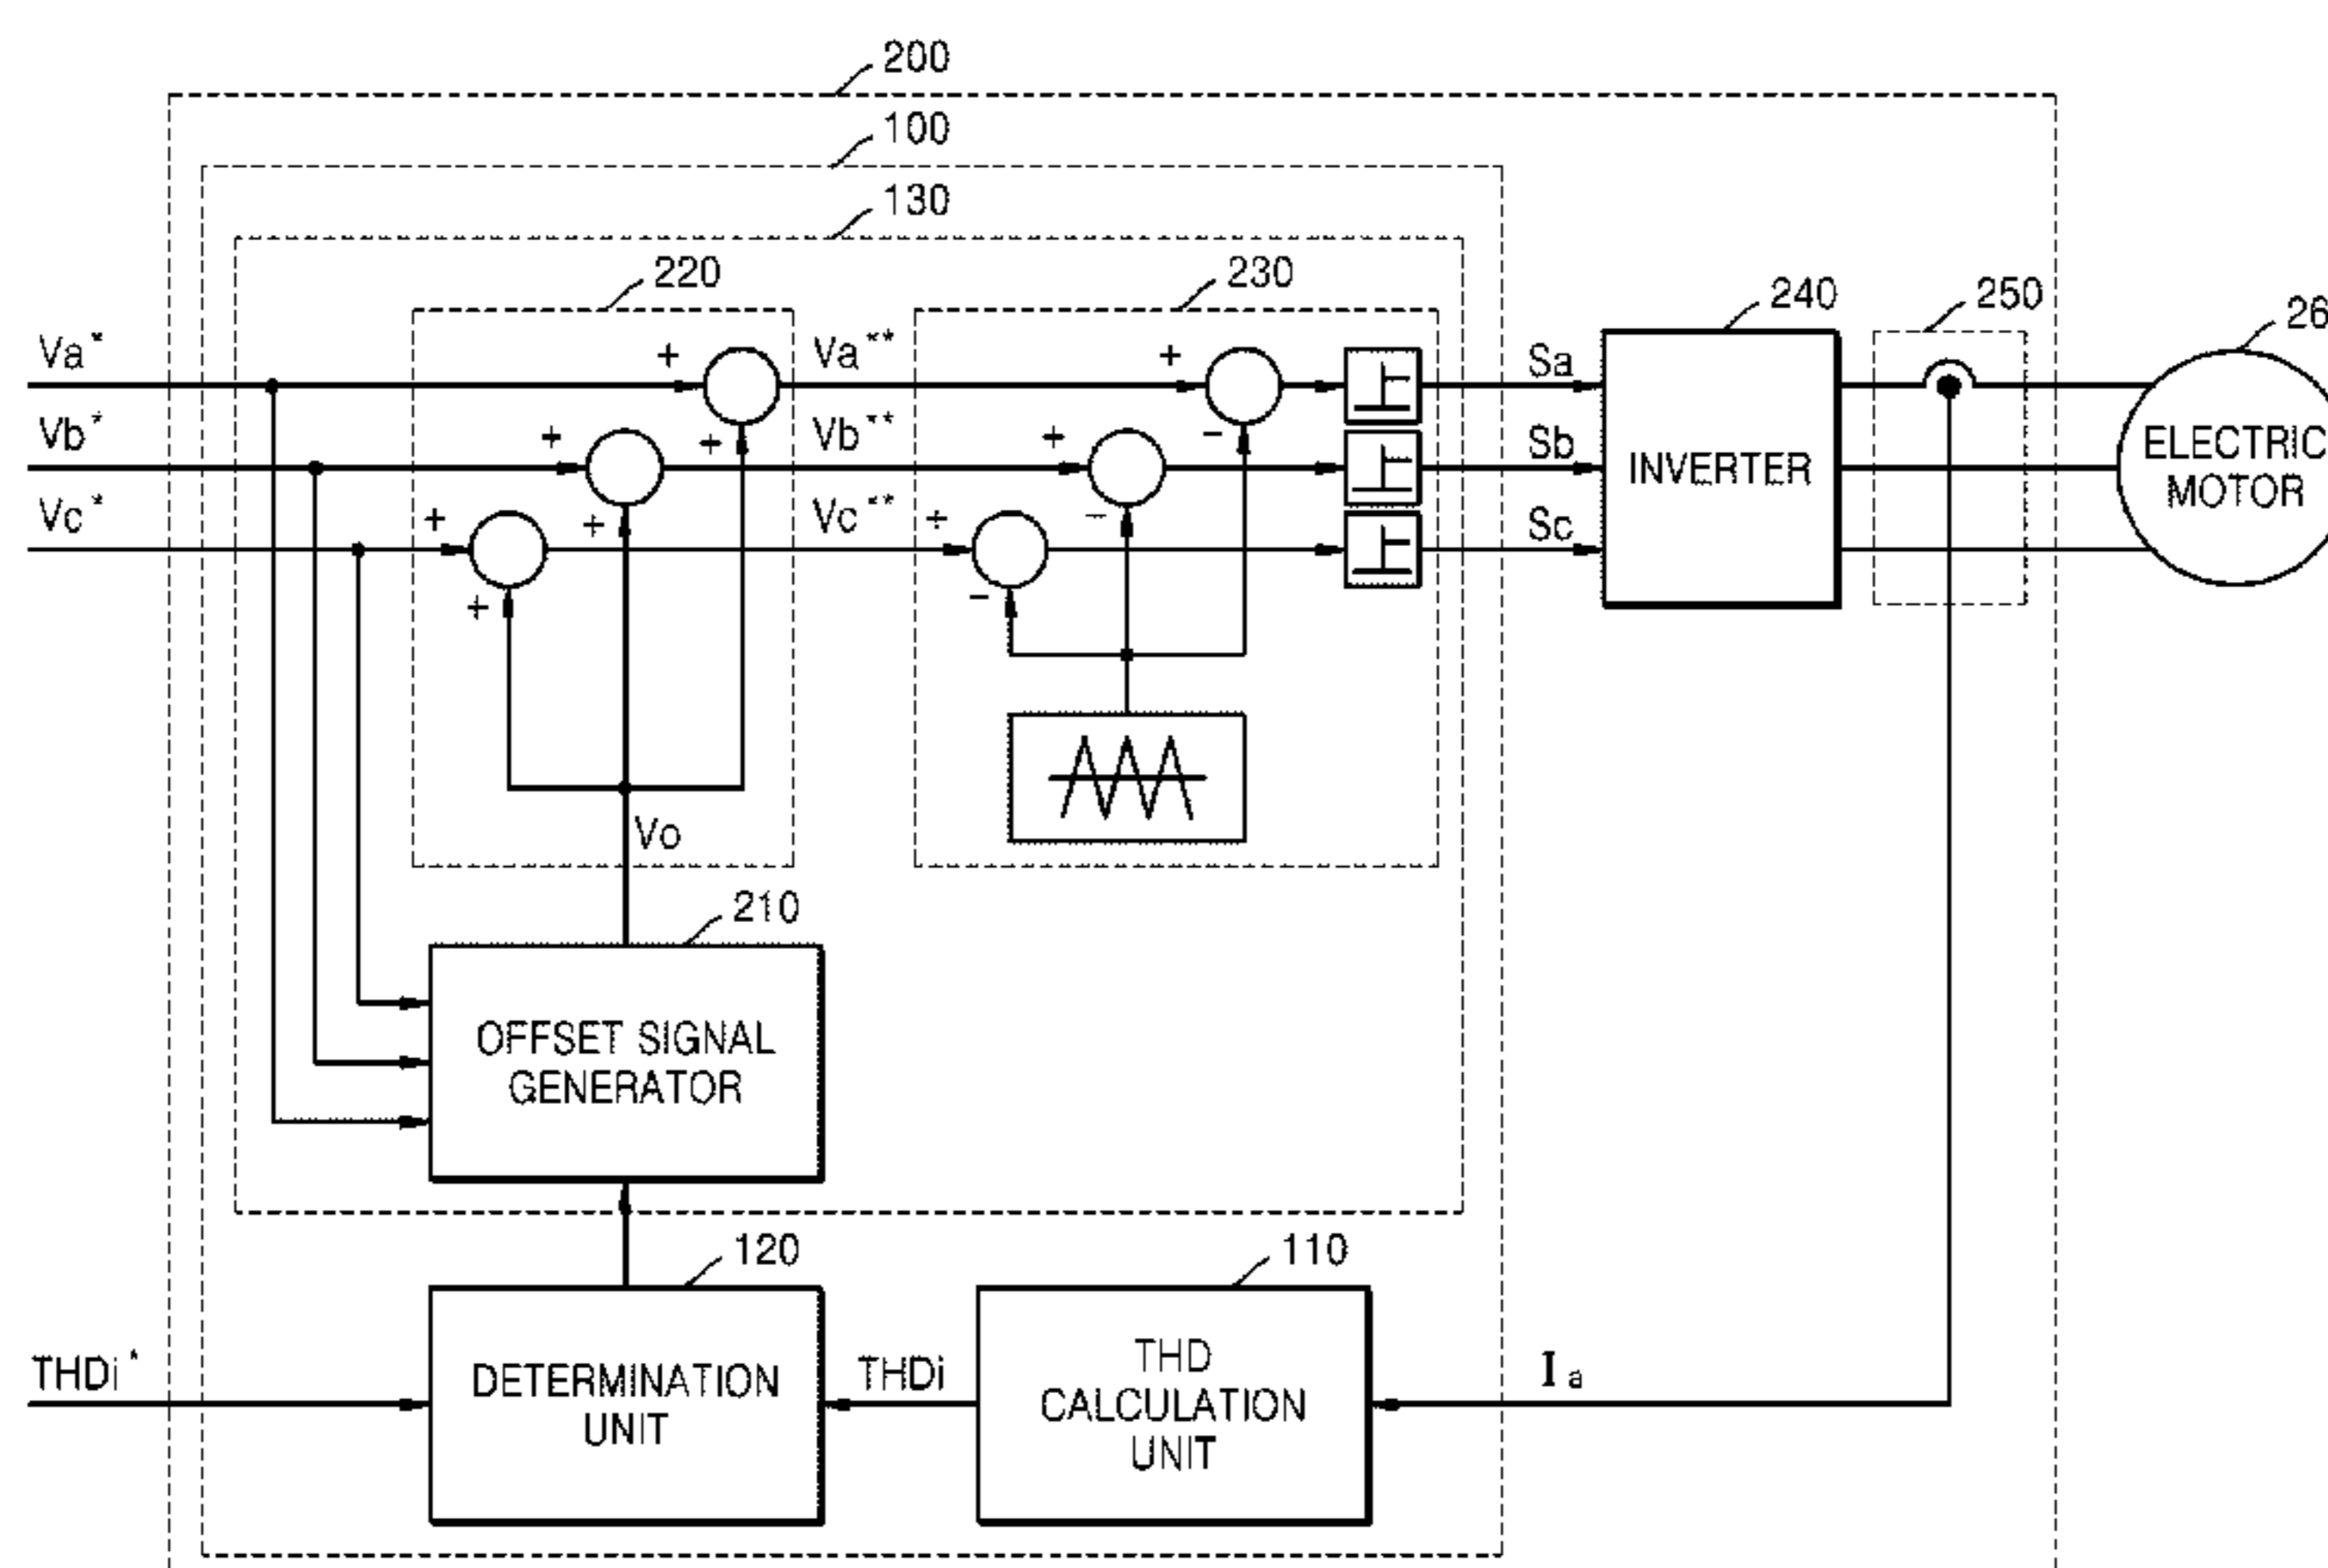 200
100
130
220
230
240
250
26
Va*
+
Va**
+
Sa
Vb*
+
+
Vb**
+
−
Sb
INVERTER
ELECTRIC
MOTOR
Vc*
+
+
Vc**
+
−
Sc
+
−
Vo
210
OFFSET SIGNAL
GENERATOR
120
110
THDi*
DETERMINATION
UNIT
THDi
THD
CALCULATION
UNIT
Ia